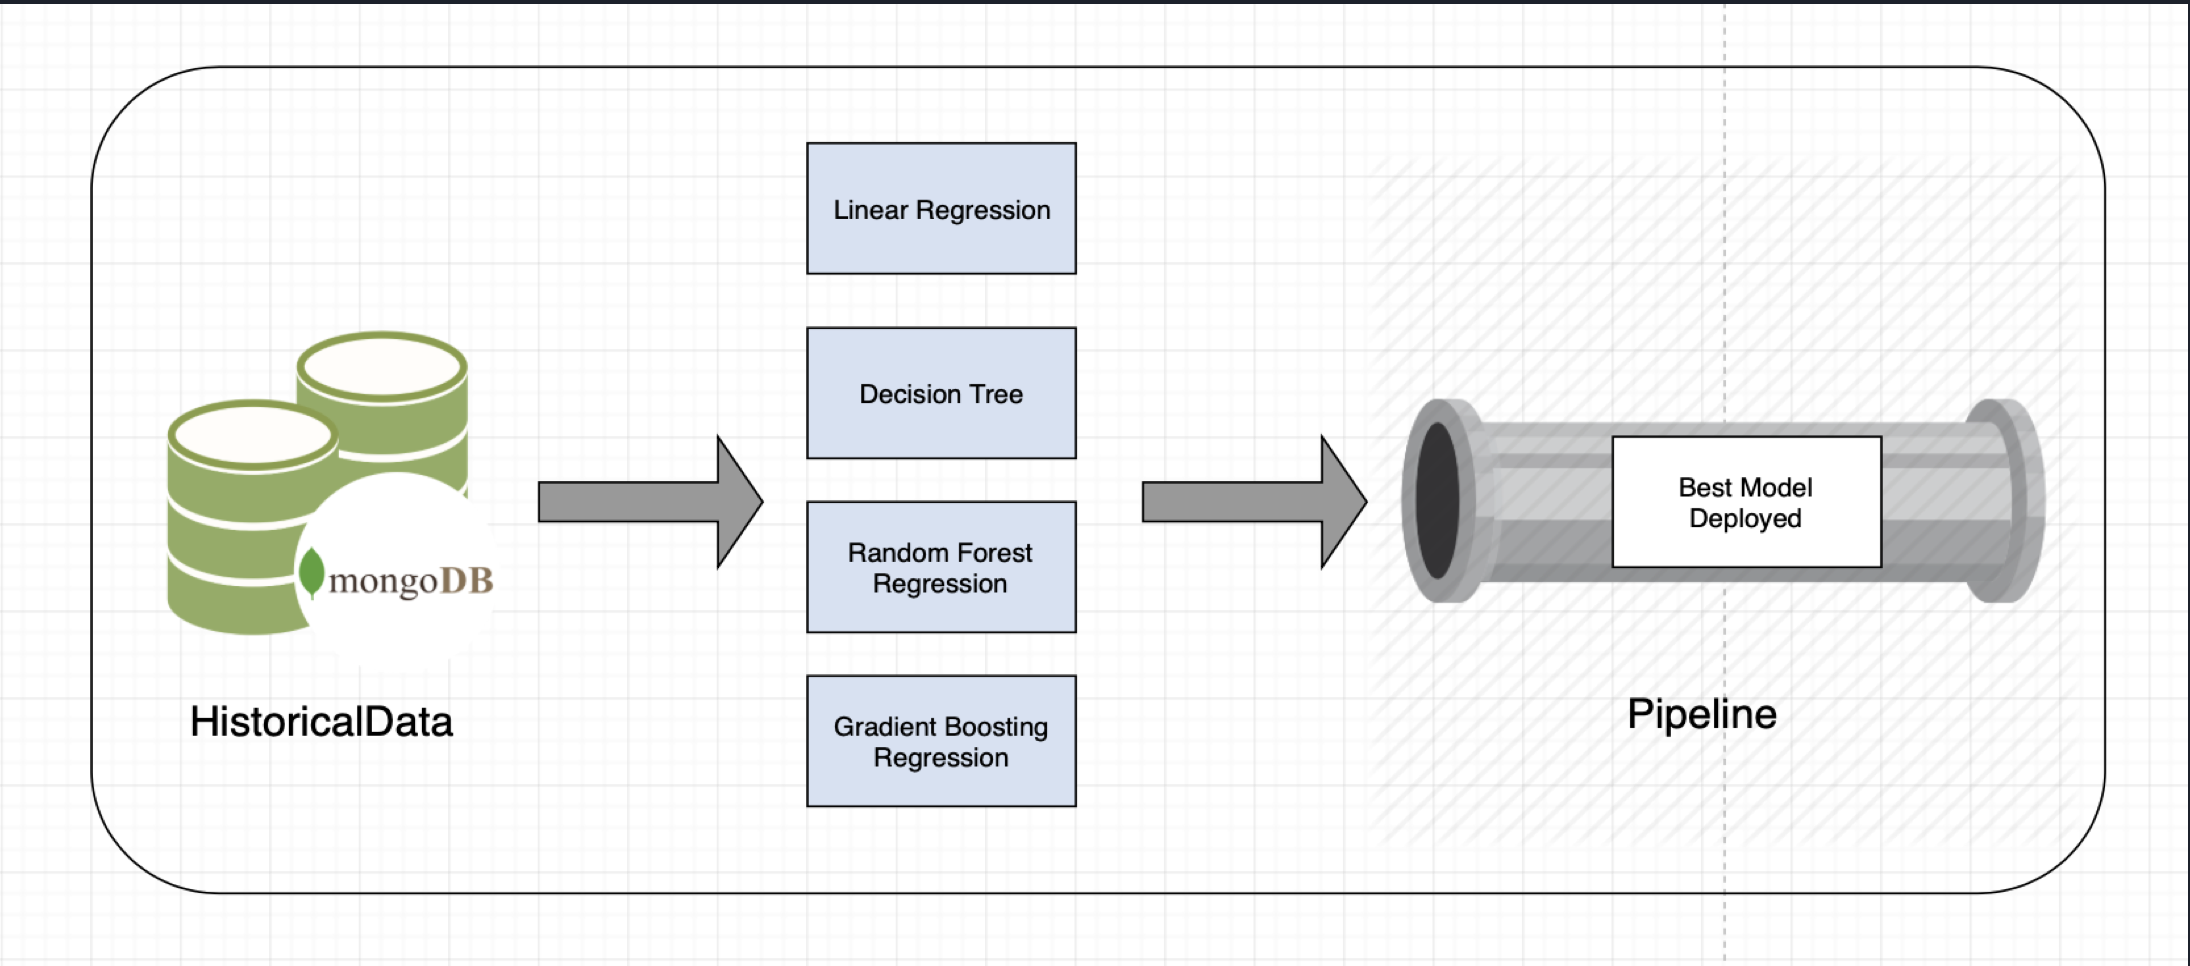 Linear Regression
Decision Tree
Random Forest
Regression
Gradient Boosting
Regression
mongoDB
HistoricalData
Best Model
Deployed
Pipeline